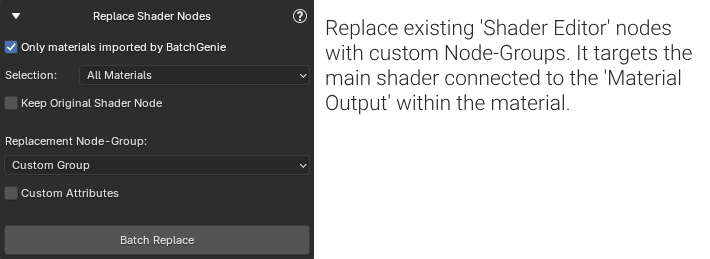 Replace Shader Nodes
?
Only materials imported by BatchGenie
Selection: All Materials
Keep Original Shader Node
Replacement Node-Group:
Custom Group
Custom Attributes
Batch Replace
Replace existing 'Shader Editor' nodes
with custom Node-Groups. It targets the
main shader connected to the 'Material
Output' within the material.